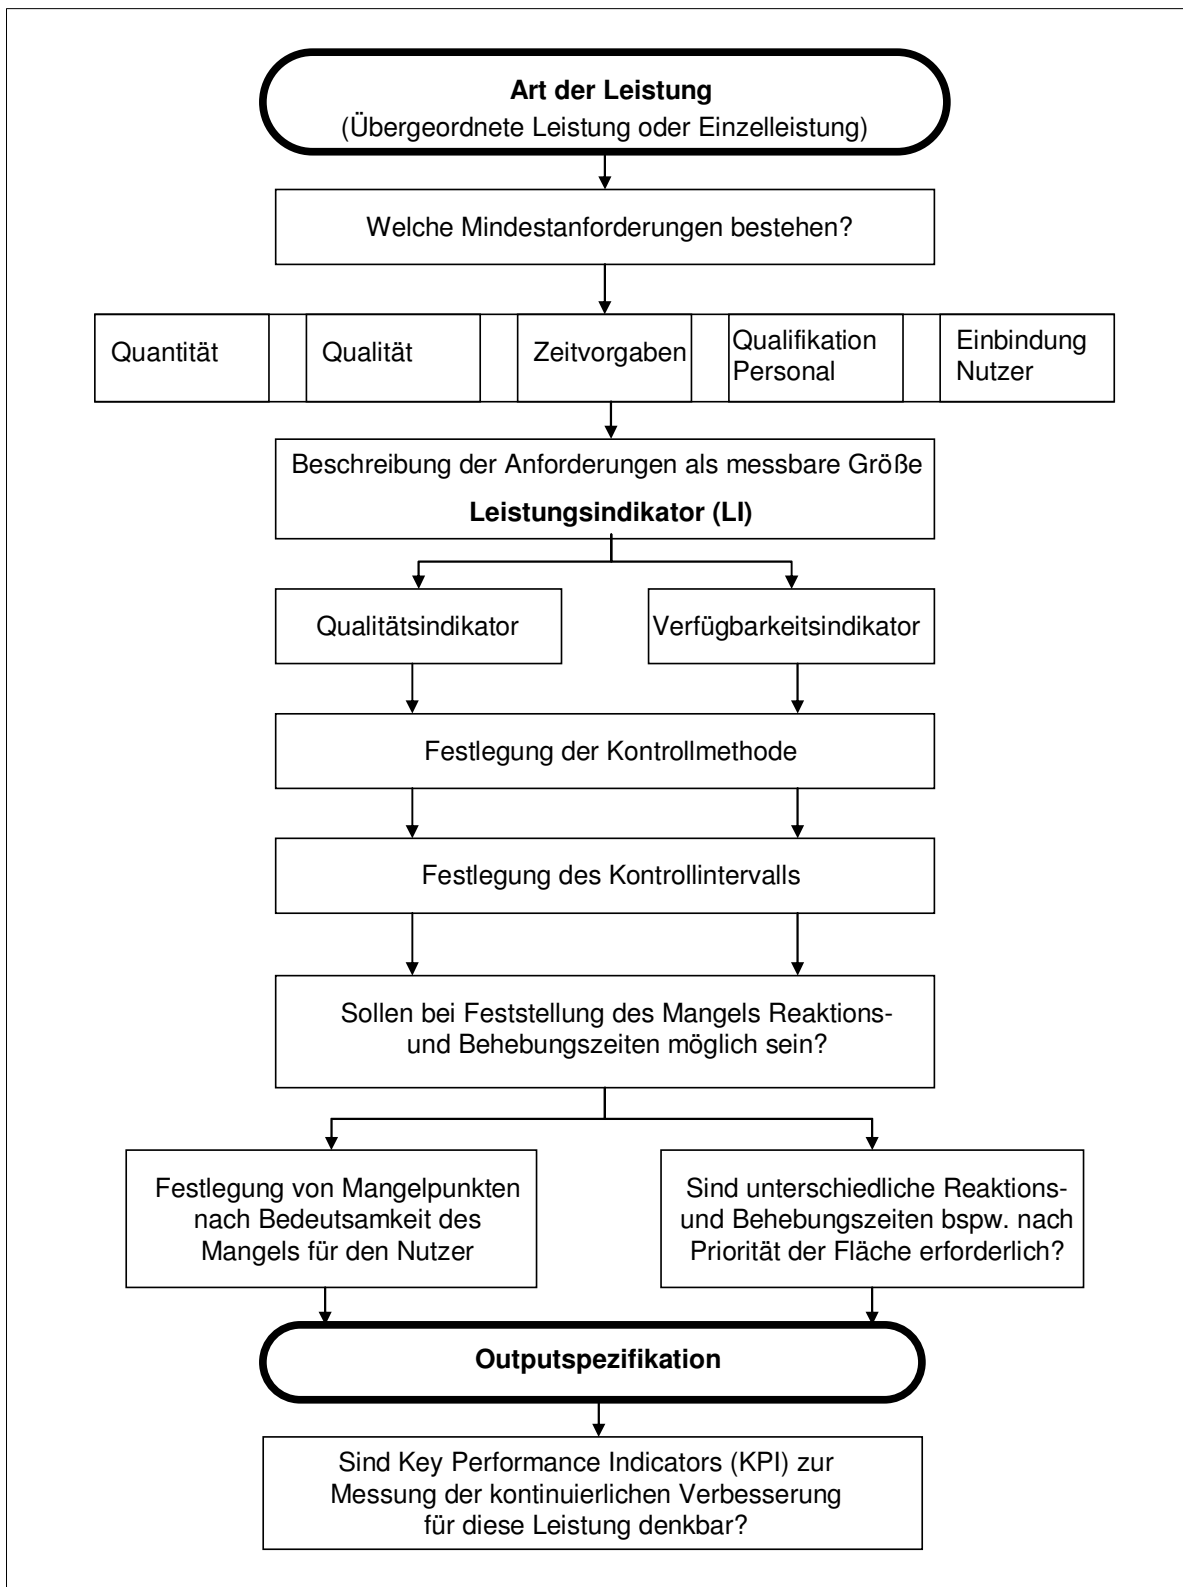 Art der Leistung
(Übergeordnete Leistung oder Einzelleistung)
Welche Mindestanforderungen bestehen?
Quantität
Qualität
Zeitvorgaben
Qualifikation
Personal
Einbindung
Nutzer
Beschreibung der Anforderungen als messbare Größe
Leistungsindikator (LI)
Qualitätsindikator
Verfügbarkeitsindikator
Festlegung der Kontrollmethode
Festlegung des Kontrollintervalls
Sollen bei Feststellung des Mangels Reaktions-
und Behebungszeiten möglich sein?
Festlegung von Mangelpunkten
nach Bedeutsamkeit des
Mangels für den Nutzer
Sind unterschiedliche Reaktions-
und Behebungszeiten bspw. nach
Priorität der Fläche erforderlich?
Outputspezifikation
Sind Key Performance Indicators (KPI) zur
Messung der kontinuierlichen Verbesserung
für diese Leistung denkbar?